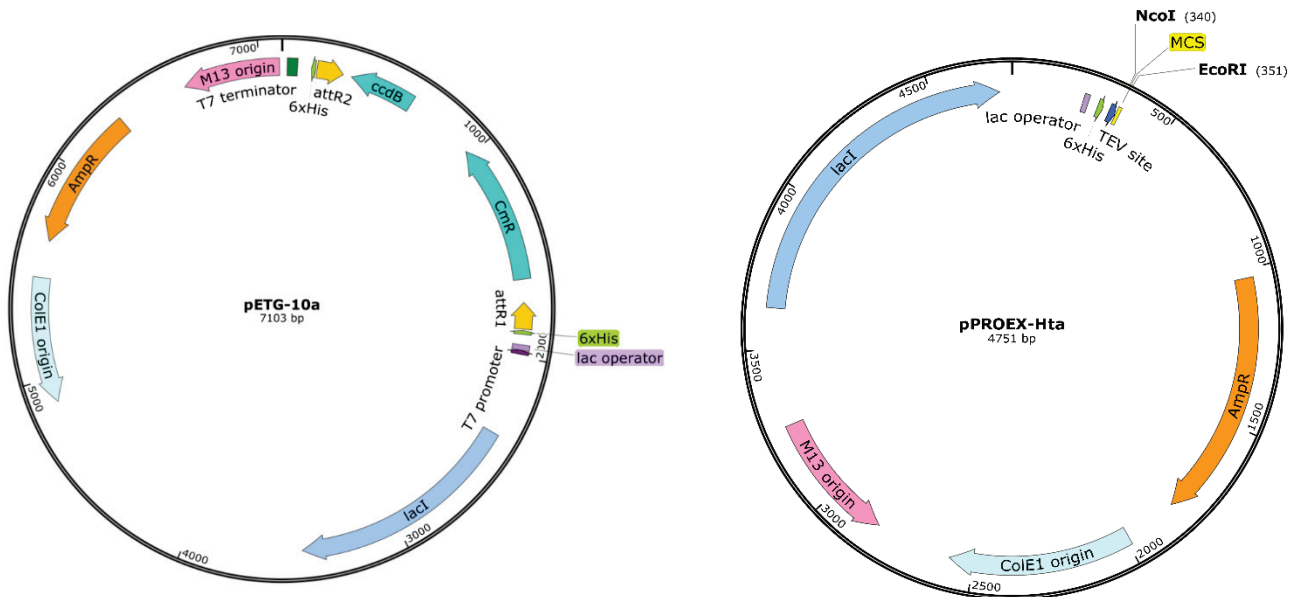 7000
M13 origin
T7 terminator
6xHis
attR2
ccdB
1000
CmR
attR1
6xHis
2000
lac operator
T7 promoter
lacI
3000
4000
5000
ColE1 origin
6000
AmpR
pETG-10a
7103 bp
NcoI (340)
MCS
EcoRI (351)
4500
lac operator
6xHis
TEV site
500
lacI
4000
1000
pPROEX-Hta
4751 bp
3500
AmpR
1500
M13 origin
3000
ColE1 origin
2000
2500